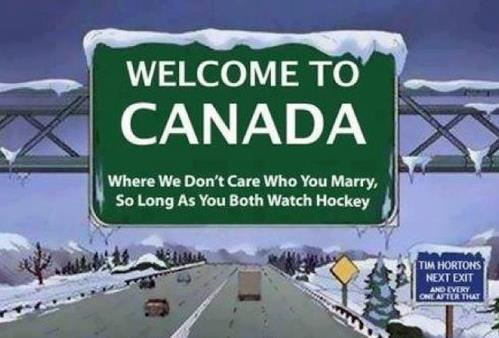 WELCOME TO
CANADA
Where We Don't Care Who You Marry,
So Long As You Both Watch Hockey
TIM HORTONS
NEXT EXIT
AND EVERY
ONE AFTER THAT